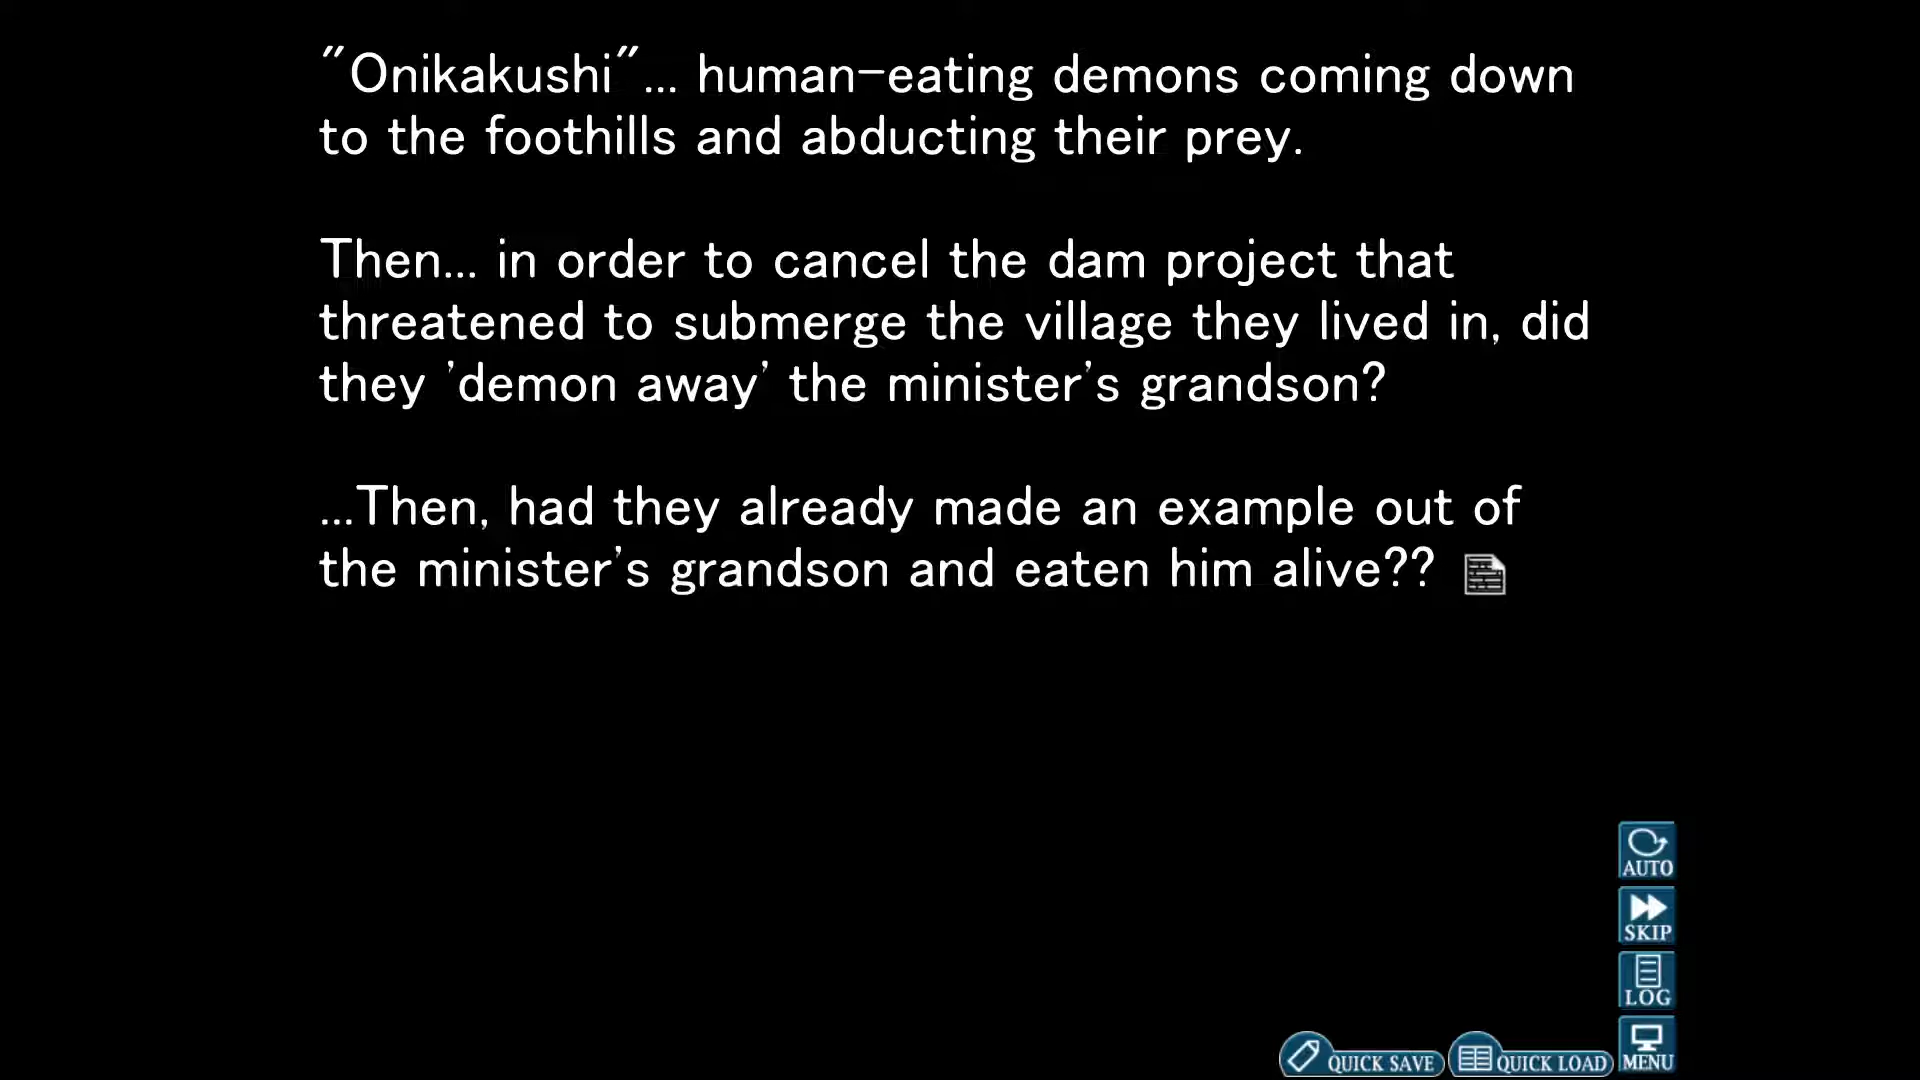 "Onikakushi"... human-eating demons coming down
to the foothills and abducting their prey.
Then... in order to cancel the dam project that
threatened to submerge the village they lived in, did
they 'demon away' the minister's grandson?
...Then, had they already made an example out of
the minister's grandson and eaten him alive??
AUTO
SKIP
LOG
MENU
QUICK SAVE
QUICK LOAD